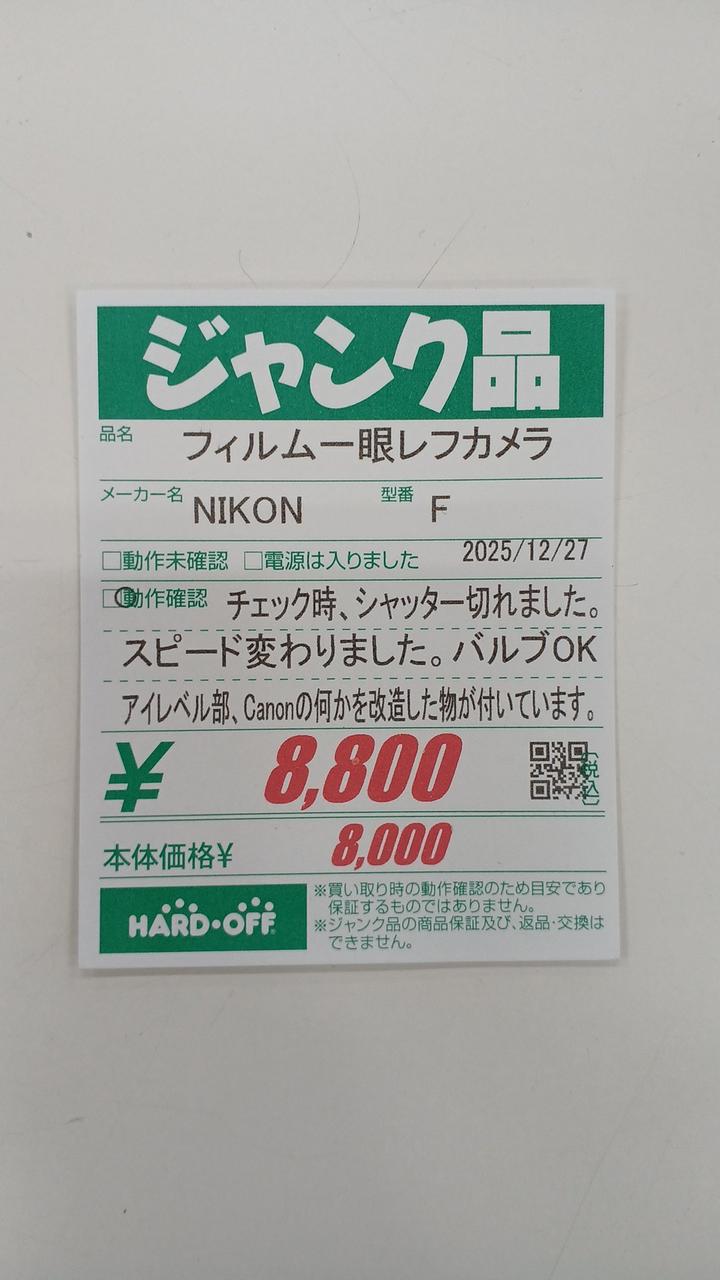 ジャンク品
品名 フィルム一眼レフカメラ
メーカー名 NIKON 型番 F
□動作未確認 □電源は入りました 2025/12/27
□動作確認 チェック時、シャッター切れました。
スピード変わりました。バルブOK
アイレベル部、Canonの何かを改造した物が付いています。
¥ 8,800 (税込)
本体価格¥ 8,000
HARD・OFF
※買い取り時の動作確認のため目安であり
保証するものではありません。
※ジャンク品の商品保証及び、返品・交換は
できません。